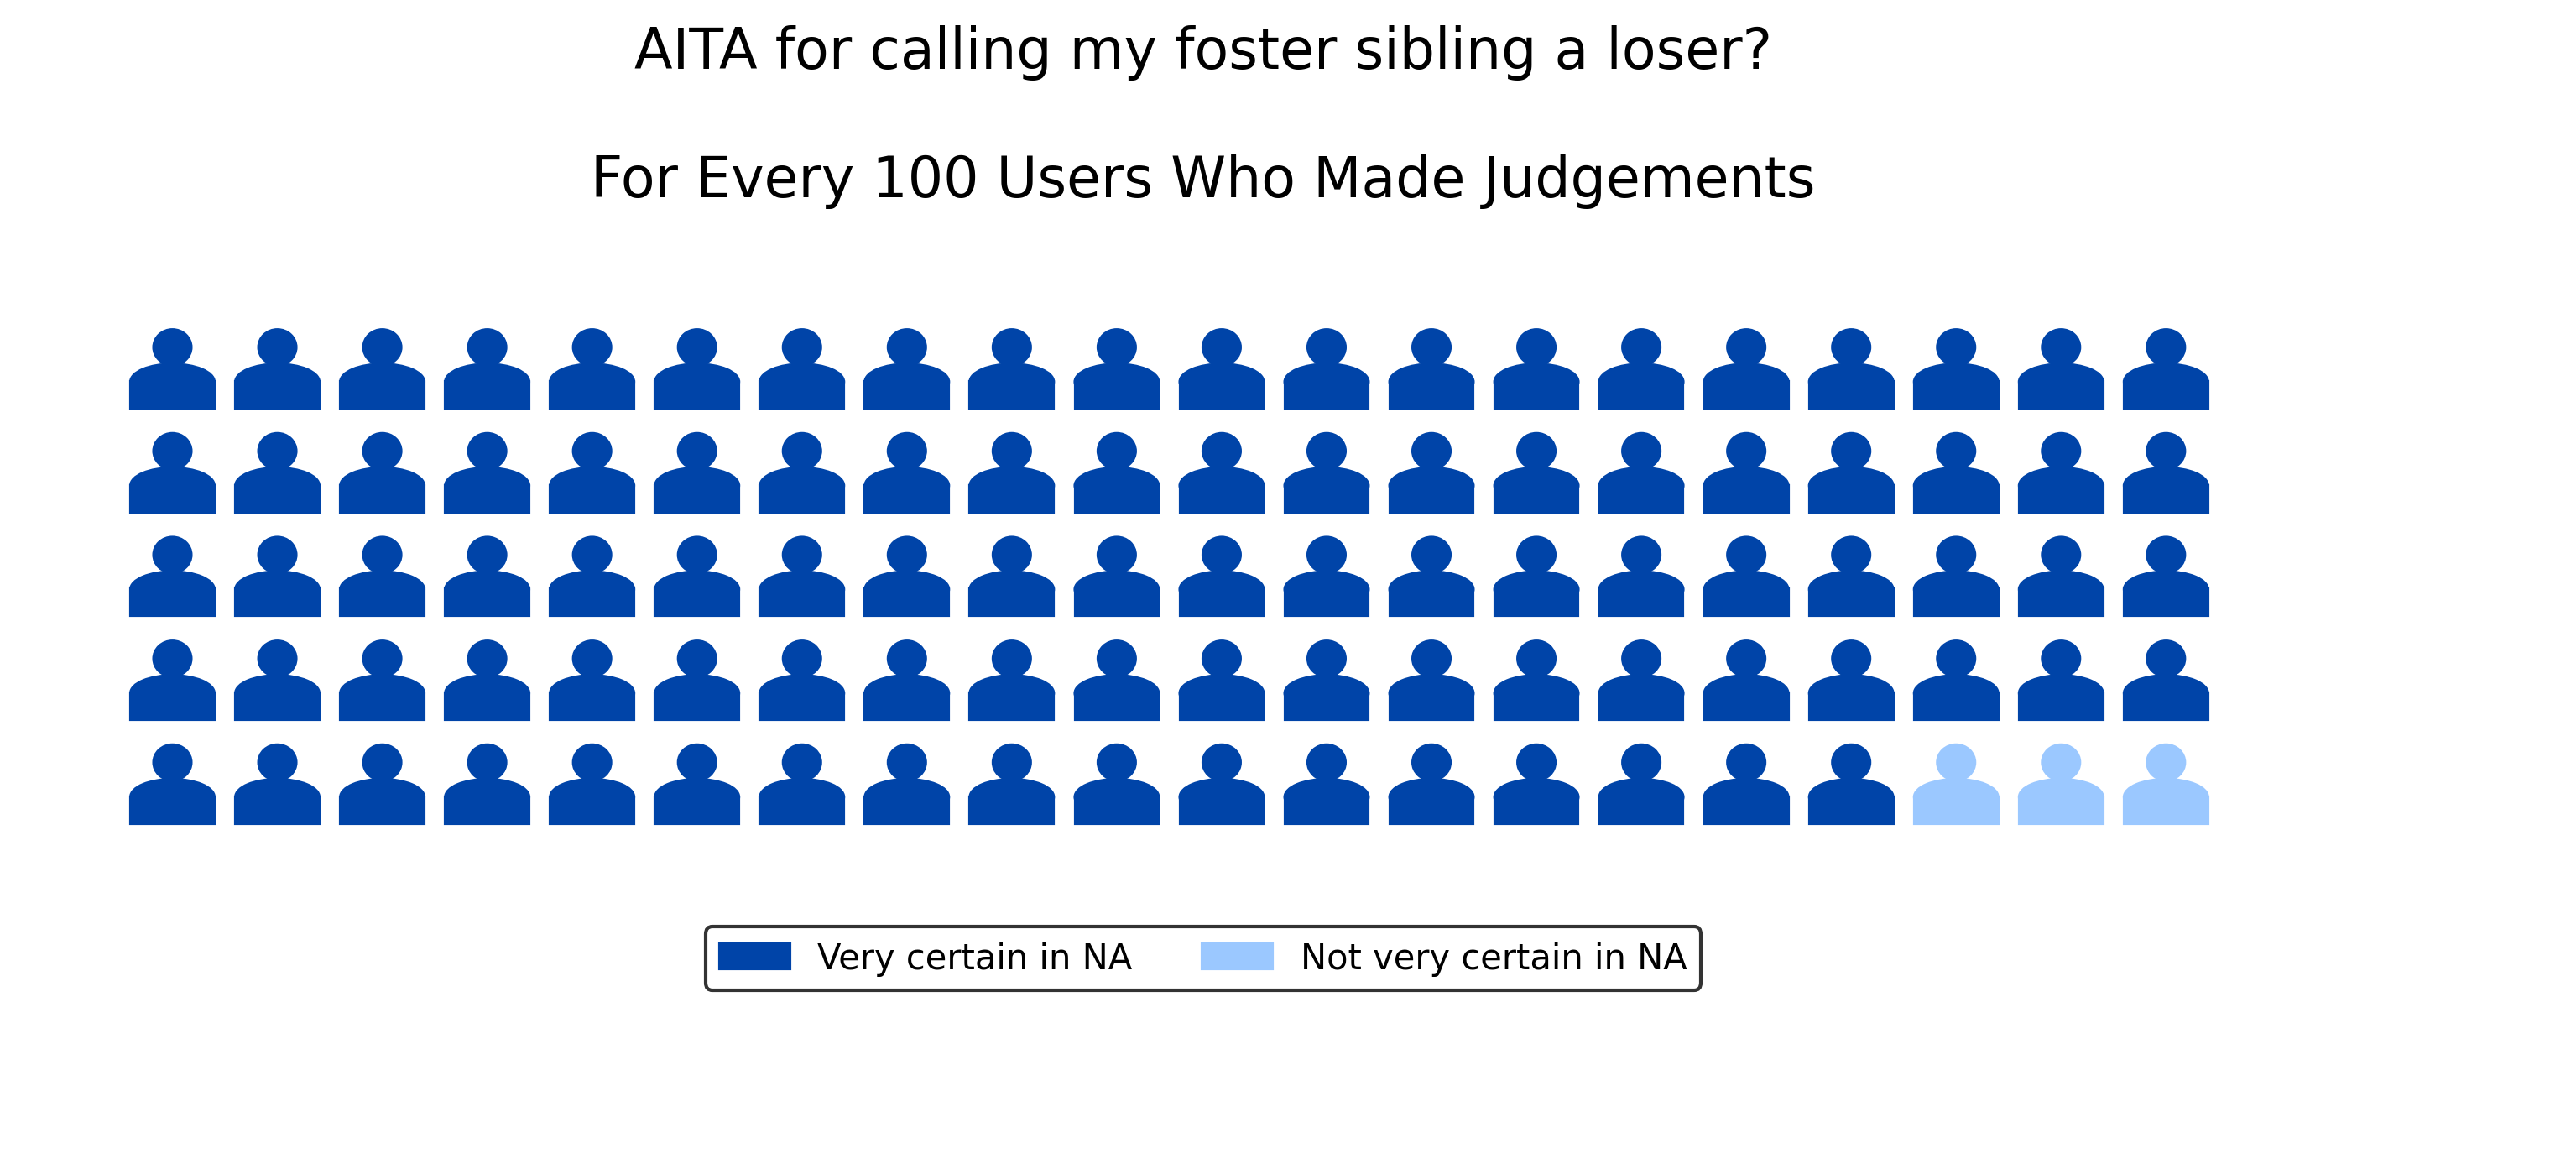 AITA for calling my foster sibling a loser?
For Every 100 Users Who Made Judgements
Very certain in NA
Not very certain in NA